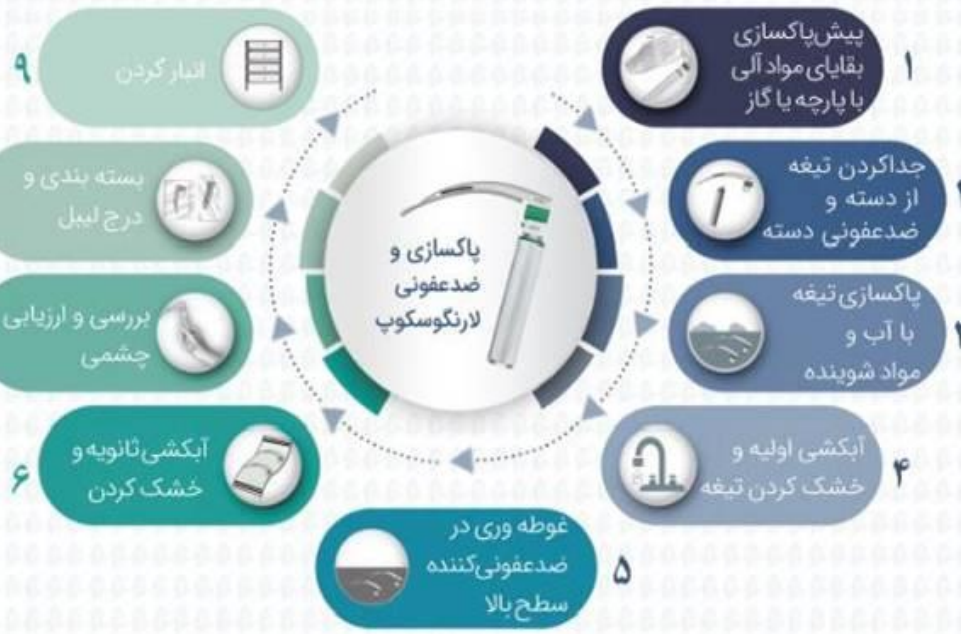 پاکسازی و
ضدعفونی
لارنگوسکوپ
۱
پیش‌پاکسازی
بقایای مواد آلی
با پارچه یا گاز
جداکردن تیغه
از دسته و
ضدعفونی دسته
پاکسازی تیغه
با آب و
مواد شوینده
۴
آبکشی اولیه و
خشک کردن تیغه
۵
غوطه وری در
ضدعفونی‌کننده
سطح بالا
۶
آبکشی ثانویه و
خشک کردن
بررسی و ارزیابی
چشمی
بسته بندی و
درج لیبل
۹
انبار کردن